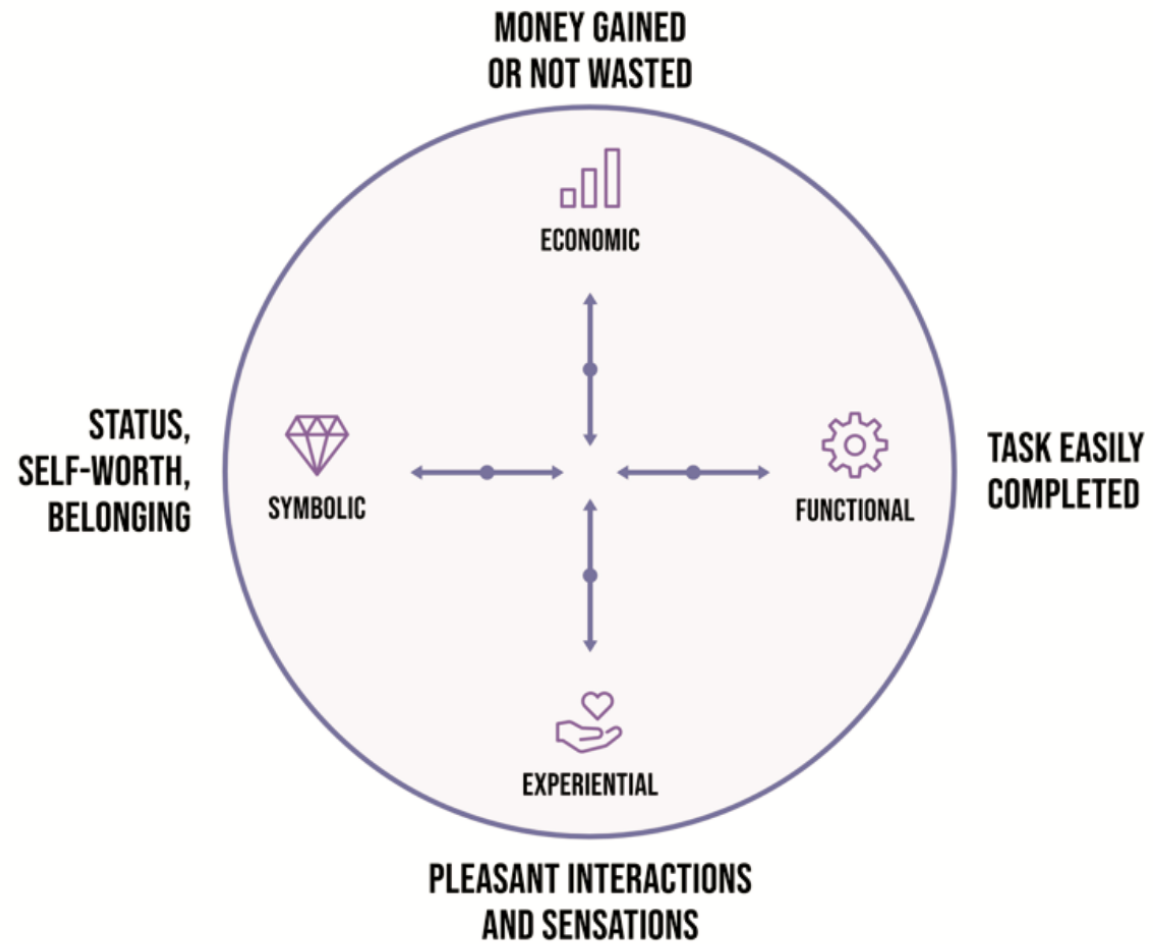 MONEY GAINED
OR NOT WASTED
ECONOMIC
STATUS,
SELF-WORTH,
BELONGING
SYMBOLIC
FUNCTIONAL
TASK EASILY
COMPLETED
EXPERIENTIAL
PLEASANT INTERACTIONS
AND SENSATIONS